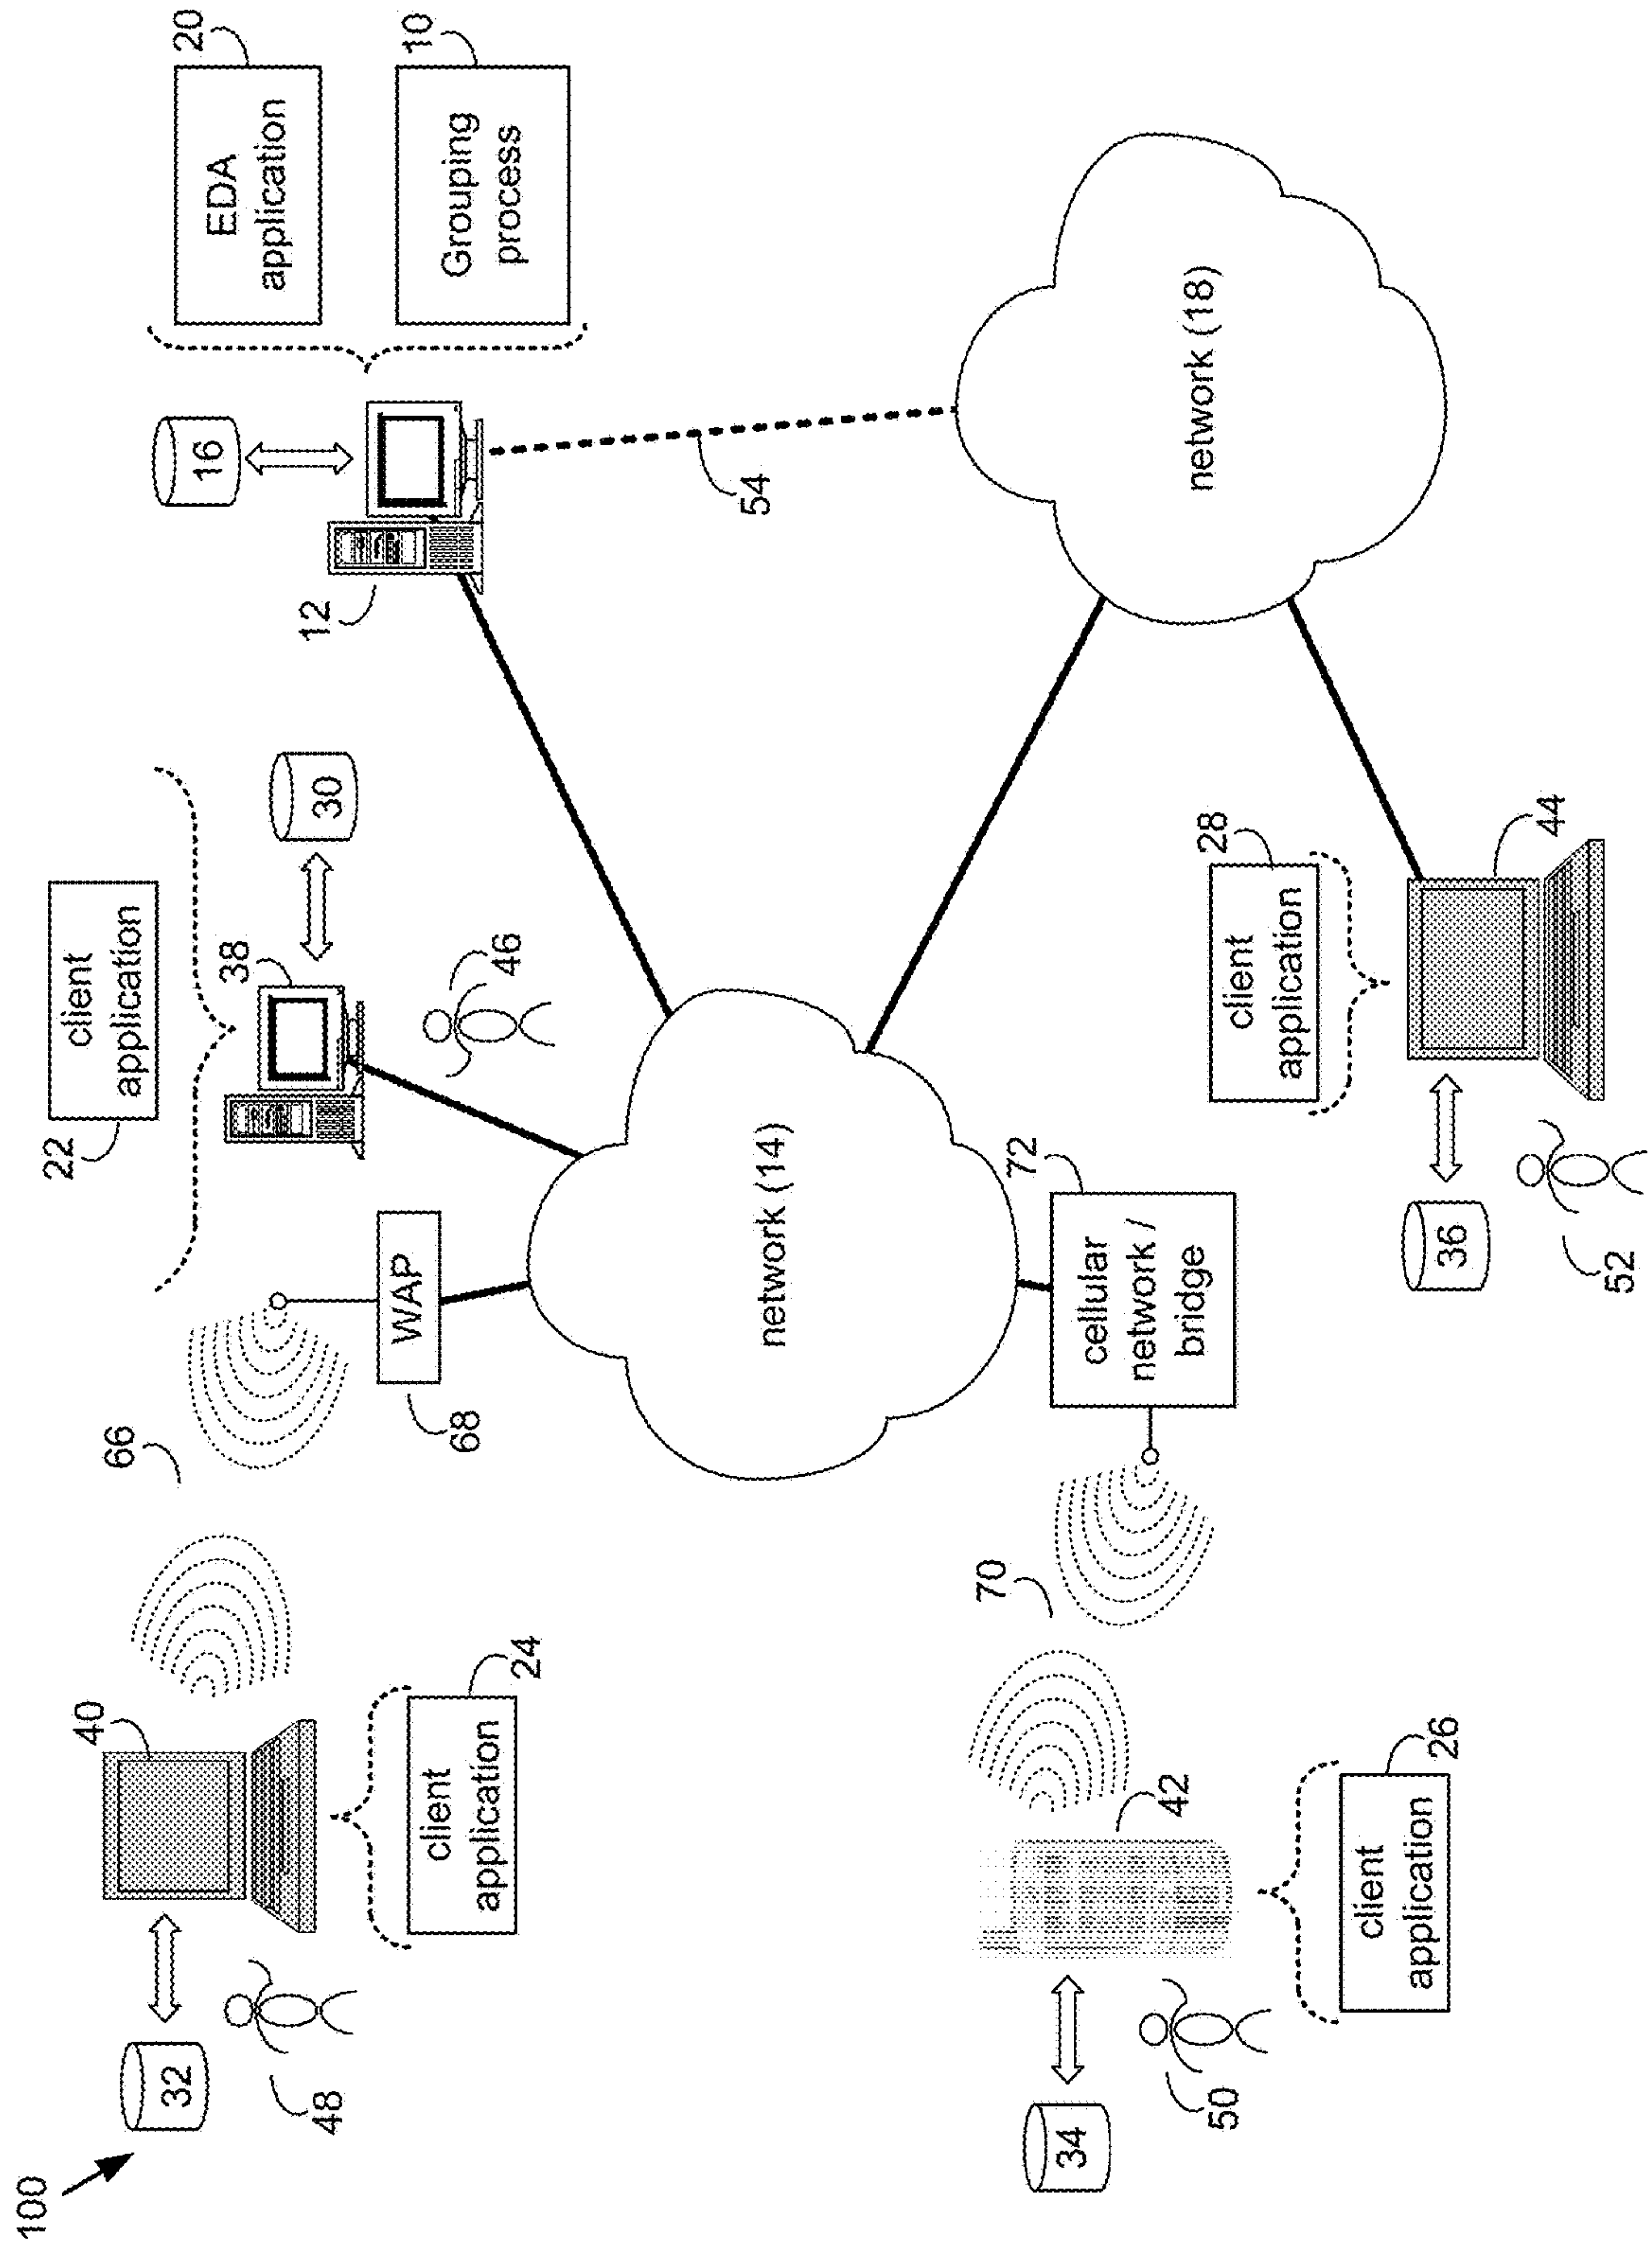 100
32
48
40
client
application
24
66
WAP
68
client
application
22
38
30
46
16
12
EDA
application
20
Grouping
process
10
54
network (14)
network (18)
cellular
network /
bridge
72
70
34
50
42
client
application
26
client
application
28
44
36
52